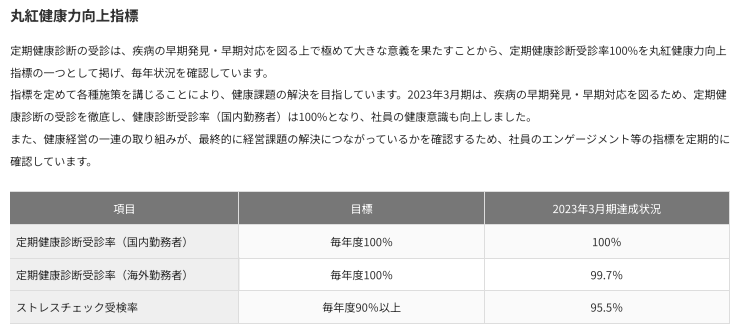 丸紅健康力向上指標
定期健康診断の受診は、疾病の早期発見・早期対応を図る上で極めて大きな意義を果たすことから、定期健康診断受診率100%を丸紅健康力向上
指標の一つとして掲げ、毎年状況を確認しています。
指標を定めて各種施策を講じることにより、健康課題の解決を目指しています。2023年3月期は、疾病の早期発見・早期対応を図るため、定期健
康診断の受診を徹底し、健康診断受診率（国内勤務者）は100%となり、社員の健康意識も向上しました。
また、健康経営の一連の取り組みが、最終的に経営課題の解決につながっているかを確認するため、社員のエンゲージメント等の指標を定期的に
確認しています。
項目 目標 2023年3月期達成状況
定期健康診断受診率（国内勤務者） 毎年度100% 100%
定期健康診断受診率（海外勤務者） 毎年度100% 99.7%
ストレスチェック受検率 毎年度90%以上 95.5%